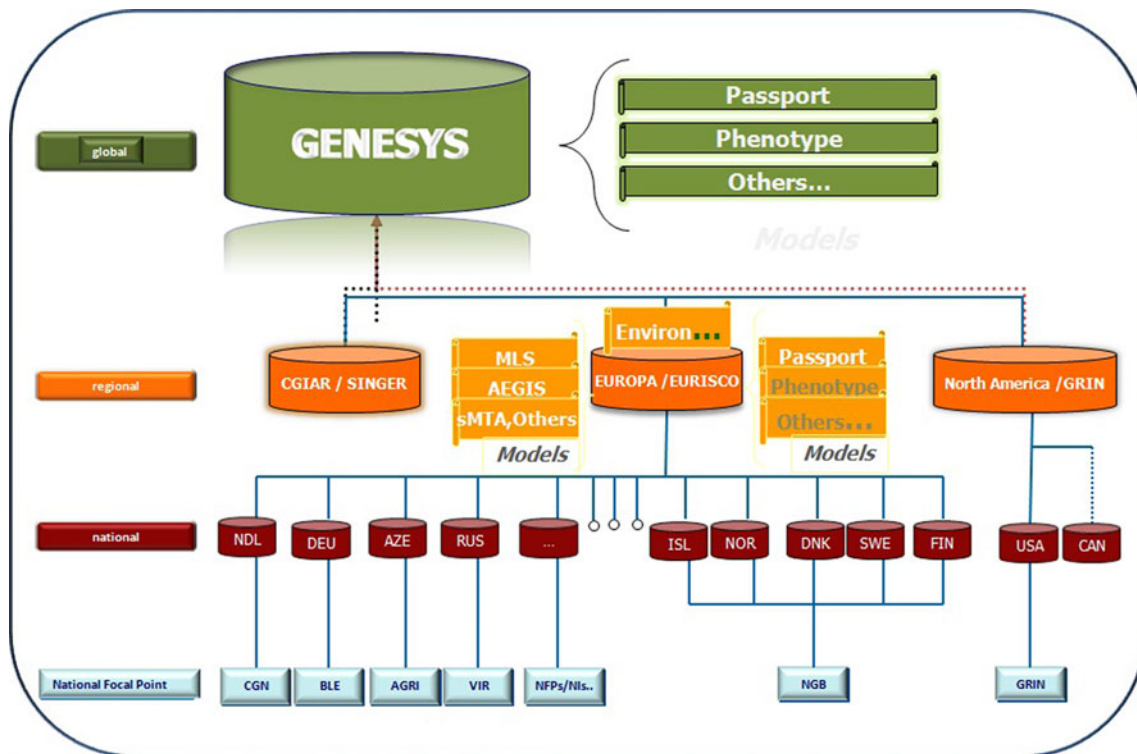 GENESYS
Passport
Phenotype
Others...
global
Models
Environ...
MLS
AEGIS
sMTA,Others
Models
regional
CGIAR / SINGER
EUROPA /EURISCO
Passport
Phenotype
Others...
Models
North America /GRIN
national
NDL
DEU
AZE
RUS
...
ISL
NOR
DNK
SWE
FIN
USA
CAN
National Focal Point
CGN
BLE
AGRI
VIR
NFPs/NIs..
NGB
GRIN